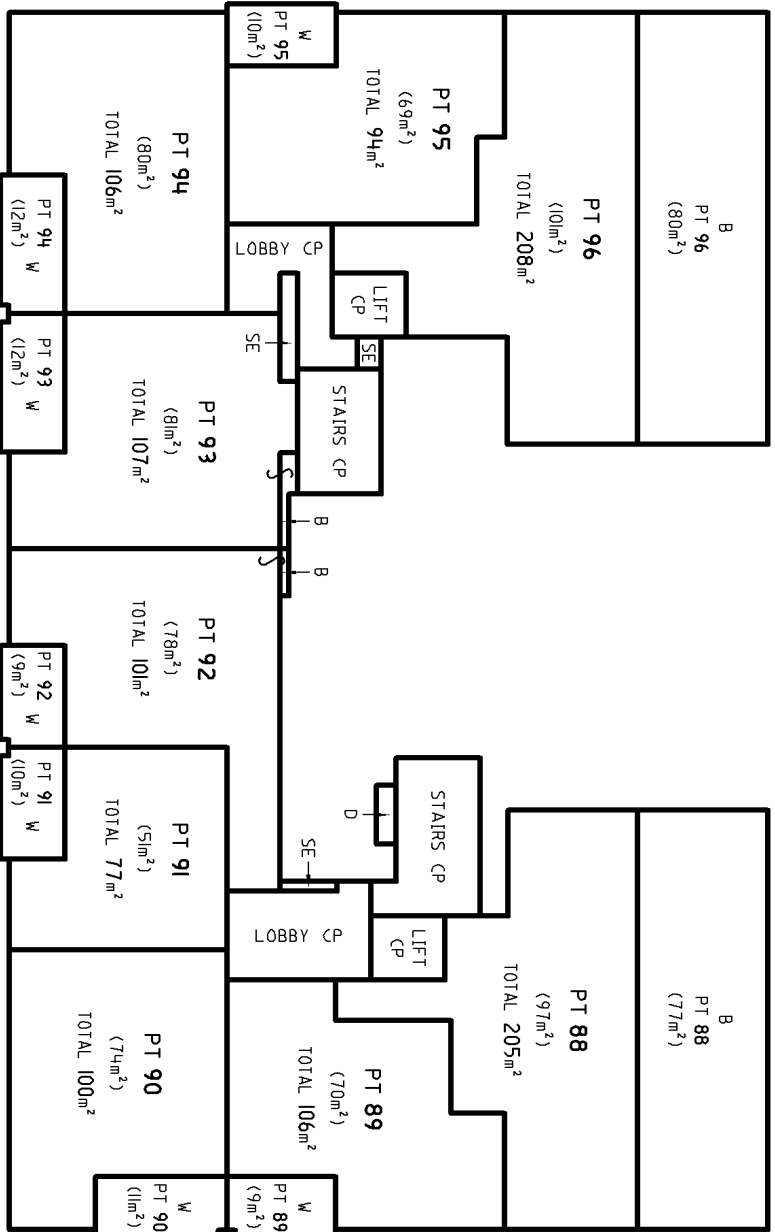 W
PT 95
(10m²)
PT 95
(69m²)
TOTAL 94m²
PT 96
(101m²)
TOTAL 208m²
B
PT 96
(80m²)
PT 94
(80m²)
TOTAL 106m²
PT 94 W
(12m²)
LOBBY CP
LIFT
CP
SE
SE
STAIRS CP
PT 93
(81m²)
TOTAL 107m²
PT 93 W
(12m²)
B
B
PT 92
(78m²)
TOTAL 101m²
PT 92 W
(9m²)
PT 91 W
(10m²)
PT 91
(51m²)
TOTAL 77m²
STAIRS CP
D
SE
LOBBY CP
LIFT
CP
B
PT 88
(77m²)
PT 88
(97m²)
TOTAL 205m²
PT 89
(70m²)
TOTAL 106m²
PT 90
(74m²)
TOTAL 100m²
W
PT 90
(11m²)
W
PT 89
(9m²)